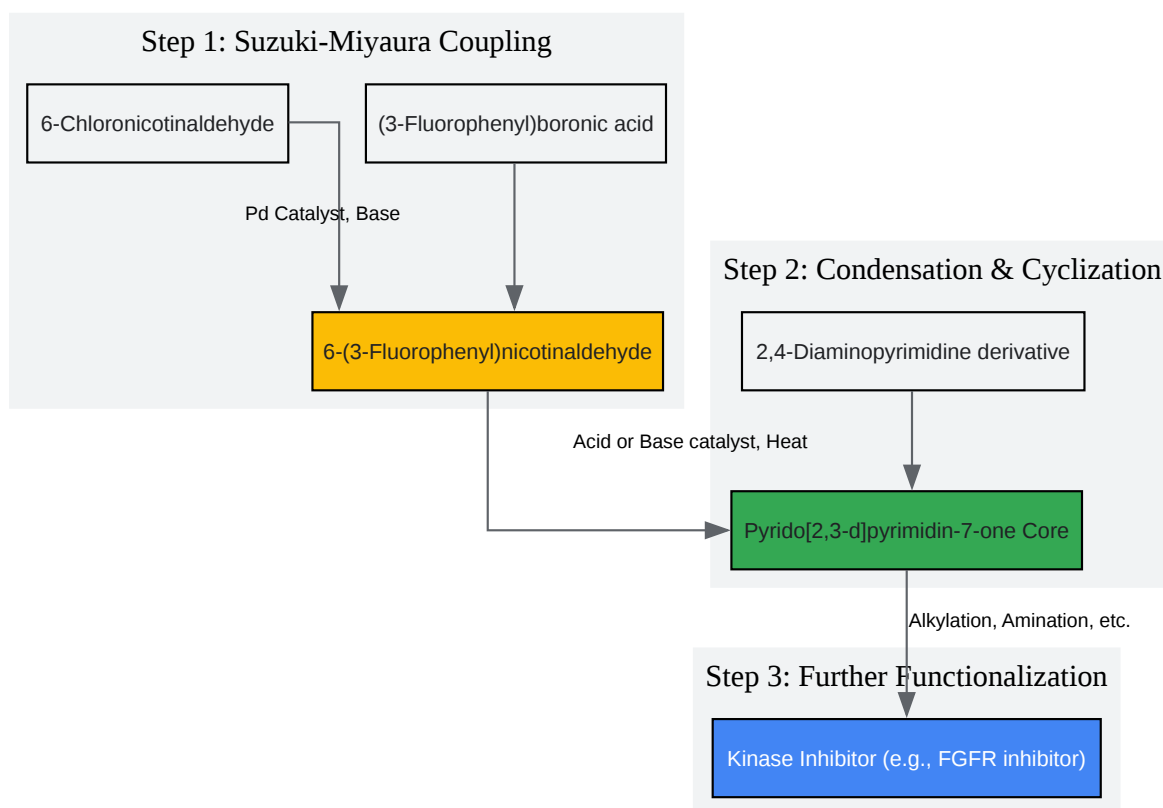 Step 1: Suzuki-Miyaura Coupling
6-Chloronicotinaldehyde
(3-Fluorophenyl)boronic acid
Pd Catalyst, Base
6-(3-Fluorophenyl)nicotinaldehyde
Step 2: Condensation & Cyclization
2,4-Diaminopyrimidine derivative
Acid or Base catalyst, Heat
Pyrido[2,3-d]pyrimidin-7-one Core
Alkylation, Amination, etc.
Step 3: Further Functionalization
Kinase Inhibitor (e.g., FGFR inhibitor)